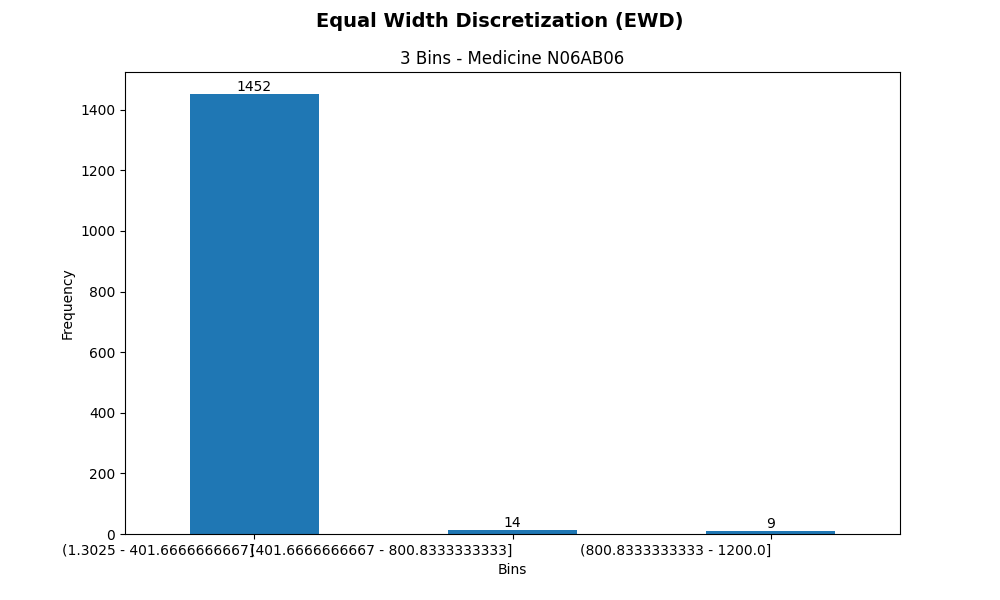 Equal Width Discretization (EWD)
3 Bins - Medicine N06AB06
1452
14
9
1400
1200
1000
800
600
400
200
0
Frequency
(1.3025 - 401.6666666667]
(401.6666666667 - 800.8333333333]
(800.8333333333 - 1200.0]
Bins